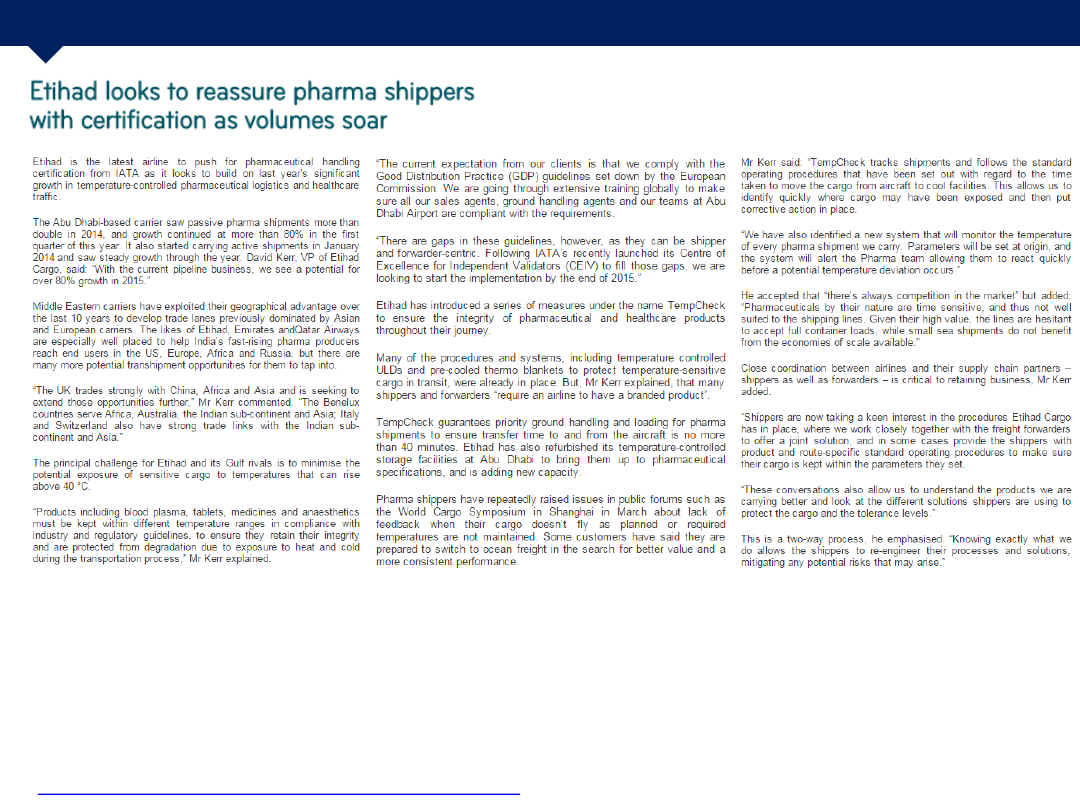 Etihad looks to reassure pharma shippers
with certification as volumes soar
Etihad is the latest airline to push for pharmaceutical handling
certification from IATA as it looks to build on last year's significant
growth in temperature-controlled pharmaceutical logistics and healthcare
traffic.
The Abu Dhabi-based carrier saw passive pharma shipments more than
double in 2014, and growth continued at more than 80% in the first
quarter of this year. It also started carrying active shipments in January
2014 and saw steady growth through the year. David Kerr, VP of Etihad
Cargo, said: “With the current pipeline business, we see a potential for
over 80% growth in 2015.”
Middle Eastern carriers have exploited their geographical advantage over
the last 10 years to develop trade lanes previously dominated by Asian
and European carriers. The likes of Etihad, Emirates andQatar Airways
are especially well placed to help India's fast-rising pharma producers
reach end users in the US, Europe, Africa and Russia, but there are
many more potential transhipment opportunities for them to tap into.
“The UK trades strongly with China, Africa and Asia and is seeking to
extend those opportunities further,” Mr Kerr commented. “The Benelux
countries serve Africa, Australia, the Indian sub-continent and Asia; Italy
and Switzerland also have strong trade links with the Indian sub-
continent and Asia.”
The principal challenge for Etihad and its Gulf rivals is to minimise the
potential exposure of sensitive cargo to temperatures that can rise
above 40 °C.
“Products including blood plasma, tablets, medicines and anaesthetics
must be kept within different temperature ranges in compliance with
industry and regulatory guidelines, to ensure they retain their integrity
and are protected from degradation due to exposure to heat and cold
during the transportation process,” Mr Kerr explained.
“The current expectation from our clients is that we comply with the
Good Distribution Practice (GDP) guidelines set down by the European
Commission. We are going through extensive training globally to make
sure all our sales agents, ground handling agents and our teams at Abu
Dhabi Airport are compliant with the requirements.
“There are gaps in these guidelines, however, as they can be shipper
and forwarder-centric. Following IATA's recently launched its Centre of
Excellence for Independent Validators (CEIV) to fill those gaps, we are
looking to start the implementation by the end of 2015.”
Etihad has introduced a series of measures under the name TempCheck
to ensure the integrity of pharmaceutical and healthcare products
throughout their journey.
Many of the procedures and systems, including temperature controlled
ULDs and pre-cooled thermo blankets to protect temperature-sensitive
cargo in transit, were already in place. But, Mr Kerr explained, that many
shippers and forwarders “require an airline to have a branded product”.
TempCheck guarantees priority ground handling and loading for pharma
shipments to ensure transfer time to and from the aircraft is no more
than 40 minutes. Etihad has also refurbished its temperature-controlled
storage facilities at Abu Dhabi to bring them up to pharmaceutical
specifications, and is adding new capacity.
Pharma shippers have repeatedly raised issues in public forums such as
the World Cargo Symposium in Shanghai in March about lack of
feedback when their cargo doesn't fly as planned or required
temperatures are not maintained. Some customers have said they are
prepared to switch to ocean freight in the search for better value and a
more consistent performance.
Mr Kerr said: “TempCheck tracks shipments and follows the standard
operating procedures that have been set out with regard to the time
taken to move the cargo from aircraft to cool facilities. This allows us to
identify quickly where cargo may have been exposed and then put
corrective action in place.
“We have also identified a new system that will monitor the temperature
of every pharma shipment we carry. Parameters will be set at origin, and
the system will alert the Pharma team allowing them to react quickly
before a potential temperature deviation occurs.”
He accepted that “there's always competition in the market” but added:
“Pharmaceuticals by their nature are time sensitive, and thus not well
suited to the shipping lines. Given their high value, the lines are hesitant
to accept full container loads, while small sea shipments do not benefit
from the economies of scale available.”
Close coordination between airlines and their supply chain partners –
shippers as well as forwarders – is critical to retaining business, Mr Kerr
added.
“Shippers are now taking a keen interest in the procedures Etihad Cargo
has in place, where we work closely together with the freight forwarders
to offer a joint solution, and in some cases provide the shippers with
product and route-specific standard operating procedures to make sure
their cargo is kept within the parameters they set.
“These conversations also allow us to understand the products we are
carrying better and look at the different solutions shippers are using to
protect the cargo and the tolerance levels.”
This is a two-way process, he emphasised. “Knowing exactly what we
do allows the shippers to re-engineer their processes and solutions,
mitigating any potential risks that may arise.”